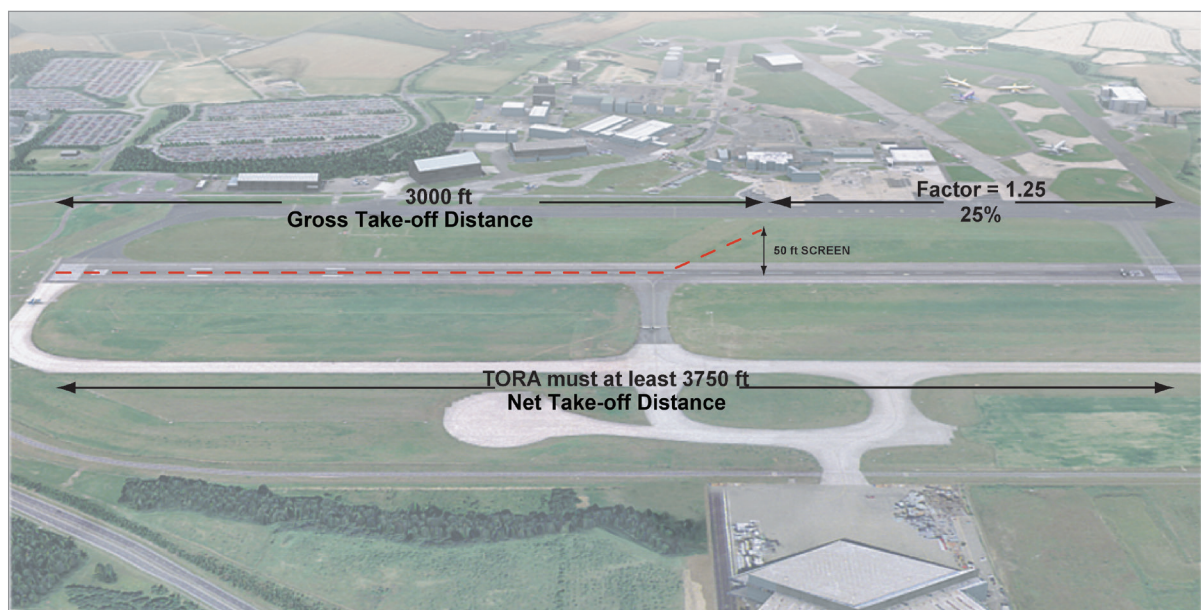 3000 ft
Gross Take-off Distance
Factor = 1.25
25%
50 ft SCREEN
TORA must at least 3750 ft
Net Take-off Distance